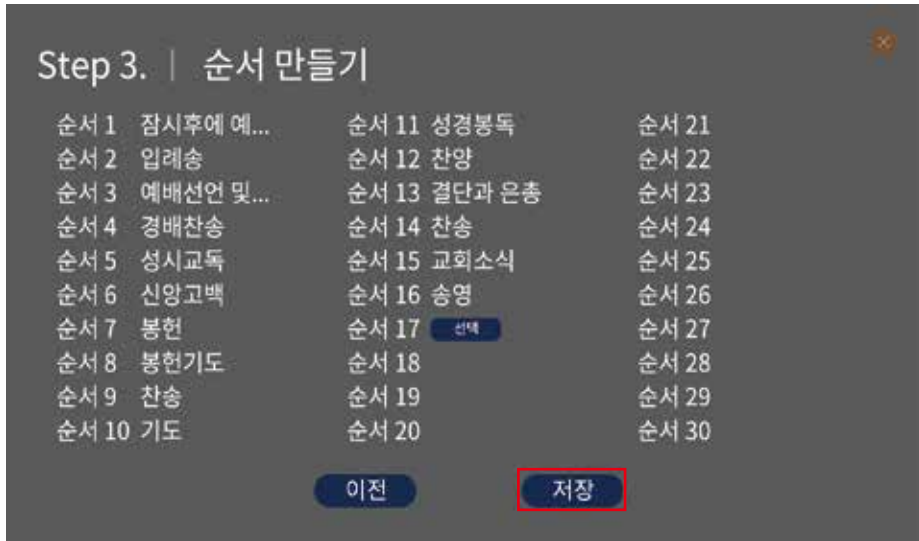 Step 3. | 순서 만들기
순서 1 잠시후에 예...
순서 2 입례송
순서 3 예배선언 및...
순서 4 경배찬송
순서 5 성시교독
순서 6 신앙고백
순서 7 봉헌
순서 8 봉헌기도
순서 9 찬송
순서 10 기도
순서 11 성경봉독
순서 12 찬양
순서 13 결단과 은총
순서 14 찬송
순서 15 교회소식
순서 16 송영
순서 17 선택
순서 18
순서 19
순서 20
순서 21
순서 22
순서 23
순서 24
순서 25
순서 26
순서 27
순서 28
순서 29
순서 30
이전
저장